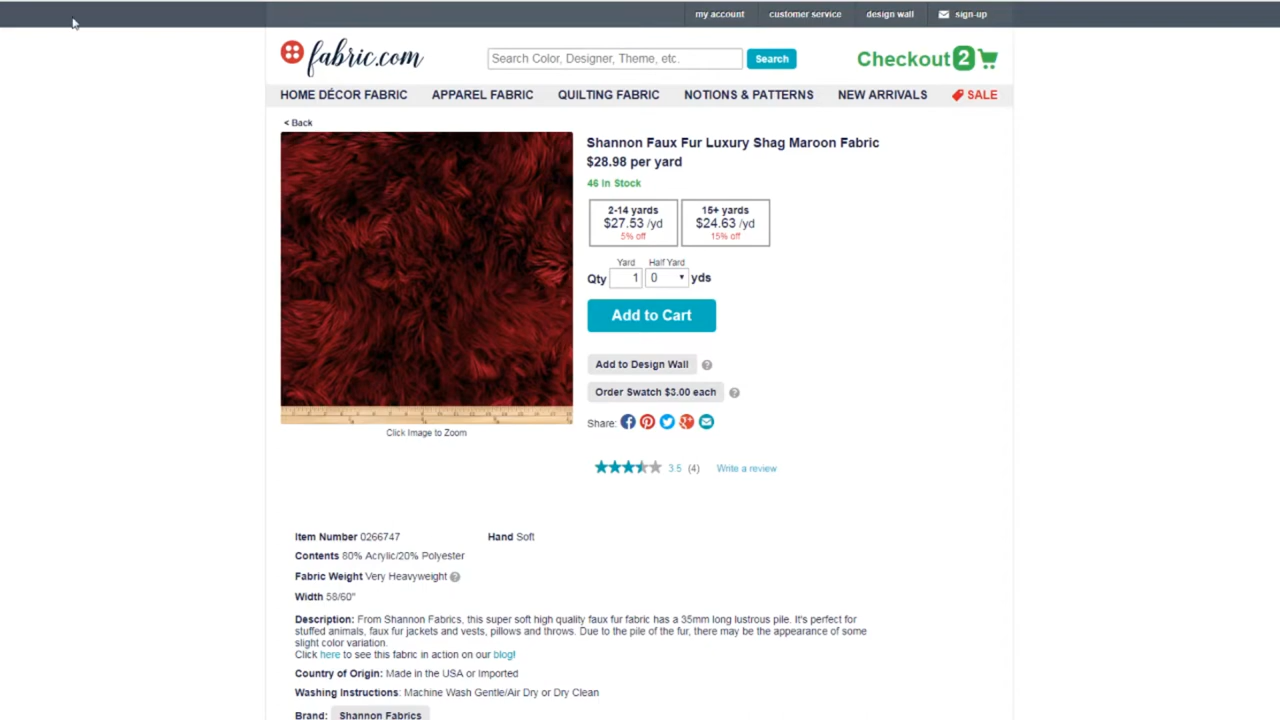 my account customer service design wall sign-up
fabric.com
Search Color, Designer, Theme, etc. Search
Checkout 2
HOME DÉCOR FABRIC APPAREL FABRIC QUILTING FABRIC NOTIONS & PATTERNS NEW ARRIVALS SALE
< Back
Shannon Faux Fur Luxury Shag Maroon Fabric
$28.98 per yard
46 In Stock
2-14 yards 15+ yards
$27.53 /yd $24.63 /yd
5% off 15% off
Yard Half Yard
Qty 1 0 yds
Add to Cart
Add to Design Wall ?
Order Swatch $3.00 each ?
Share:
Click Image to Zoom
3.5 (4) Write a review
Item Number 0266747 Hand Soft
Contents 80% Acrylic/20% Polyester
Fabric Weight Very Heavyweight ?
Width 58/60"
Description: From Shannon Fabrics, this super soft high quality faux fur fabric has a 35mm long lustrous pile. It's perfect for
stuffed animals, faux fur jackets and vests, pillows and throws. Due to the pile of the fur, there may be the appearance of some
slight color variation.
Click here to see this fabric in action on our blog!
Country of Origin: Made in the USA or Imported
Washing Instructions: Machine Wash Gentle/Air Dry or Dry Clean
Brand: Shannon Fabrics